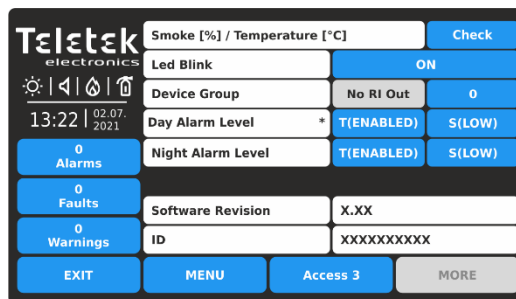 Teletek
electronics
13:22 02.07.
2021
0
Alarms
0
Faults
0
Warnings
Smoke [%] / Temperature [°C] Check
Led Blink ON
Device Group No RI Out 0
Day Alarm Level * T(ENABLED) S(LOW)
Night Alarm Level T(ENABLED) S(LOW)
Software Revision X.XX
ID XXXXXXXXXX
EXIT MENU Access 3 MORE